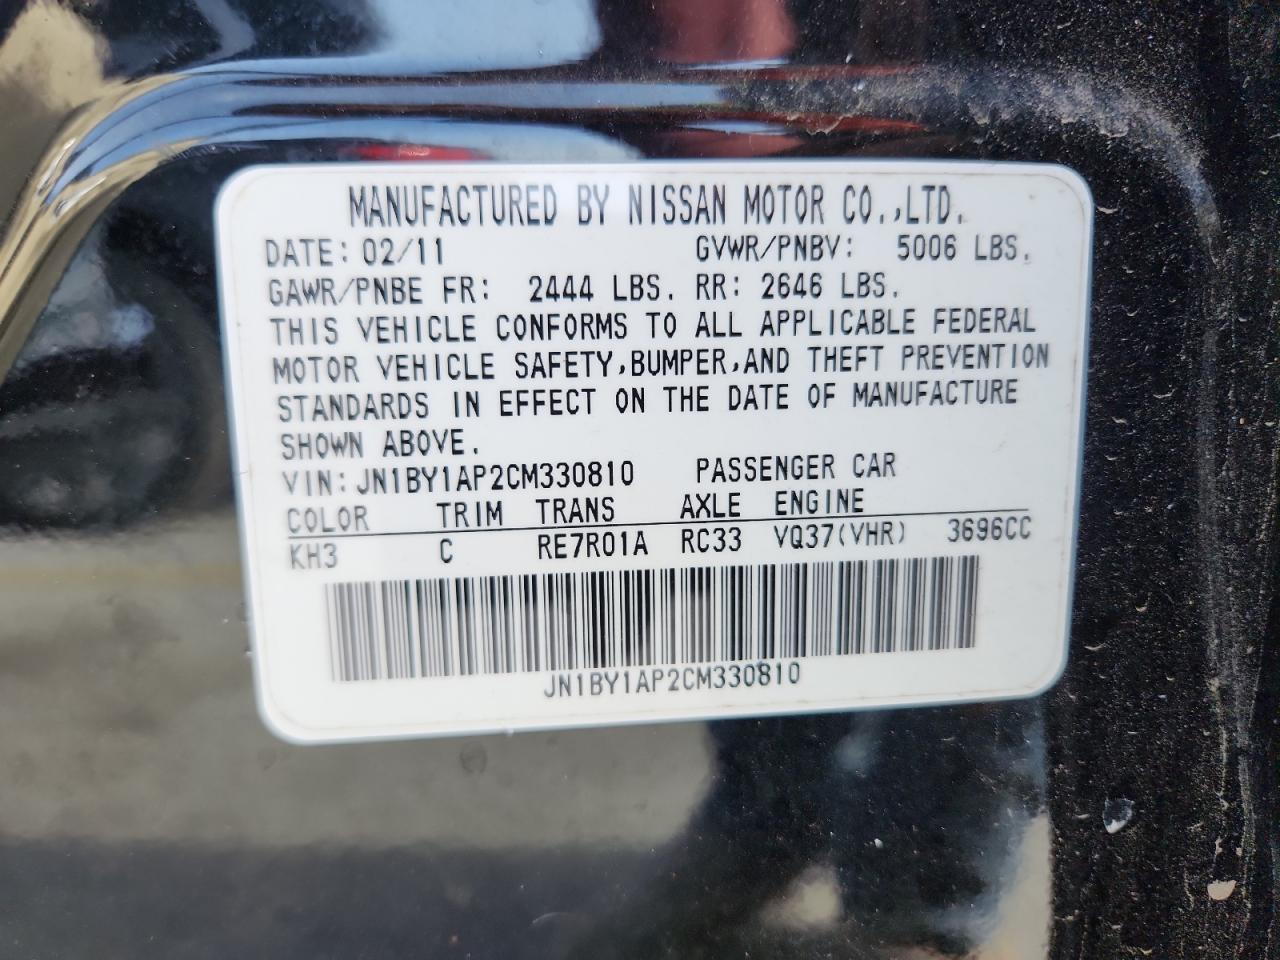 MANUFACTURED BY NISSAN MOTOR CO.,LTD.
DATE: 02/11 GVWR/PNBV: 5006 LBS.
GAWR/PNBE FR: 2444 LBS. RR: 2646 LBS.
THIS VEHICLE CONFORMS TO ALL APPLICABLE FEDERAL
MOTOR VEHICLE SAFETY,BUMPER,AND THEFT PREVENTION
STANDARDS IN EFFECT ON THE DATE OF MANUFACTURE
SHOWN ABOVE.
VIN: JN1BY1AP2CM330810 PASSENGER CAR
COLOR TRIM TRANS AXLE ENGINE
KH3 C RE7R01A RC33 VQ37(VHR) 3696CC
JN1BY1AP2CM330810